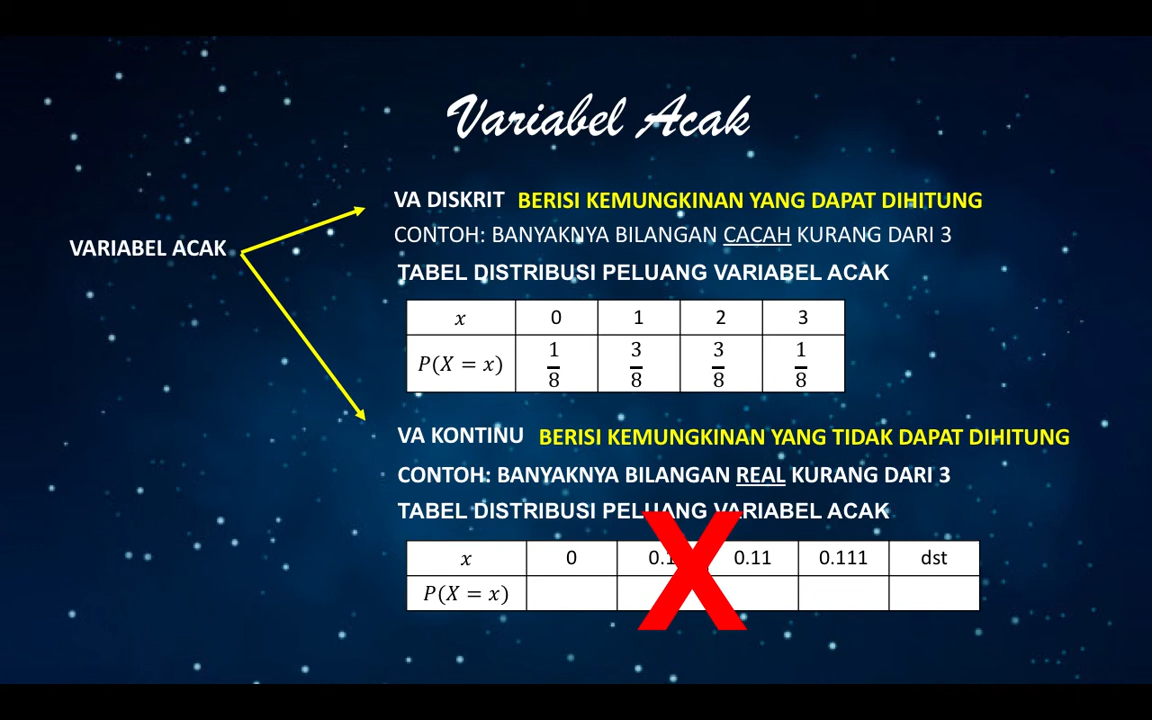 Variabel Acak
VARIABEL ACAK
VA DISKRIT BERISI KEMUNGKINAN YANG DAPAT DIHITUNG
CONTOH: BANYAKNYA BILANGAN CACAH KURANG DARI 3
TABEL DISTRIBUSI PELUANG VARIABEL ACAK
x 0 1 2 3
P(X = x) 1/8 3/8 3/8 1/8
VA KONTINU BERISI KEMUNGKINAN YANG TIDAK DAPAT DIHITUNG
CONTOH: BANYAKNYA BILANGAN REAL KURANG DARI 3
TABEL DISTRIBUSI PELUANG VARIABEL ACAK
x 0 0.1 0.11 0.111 dst
P(X = x)
X